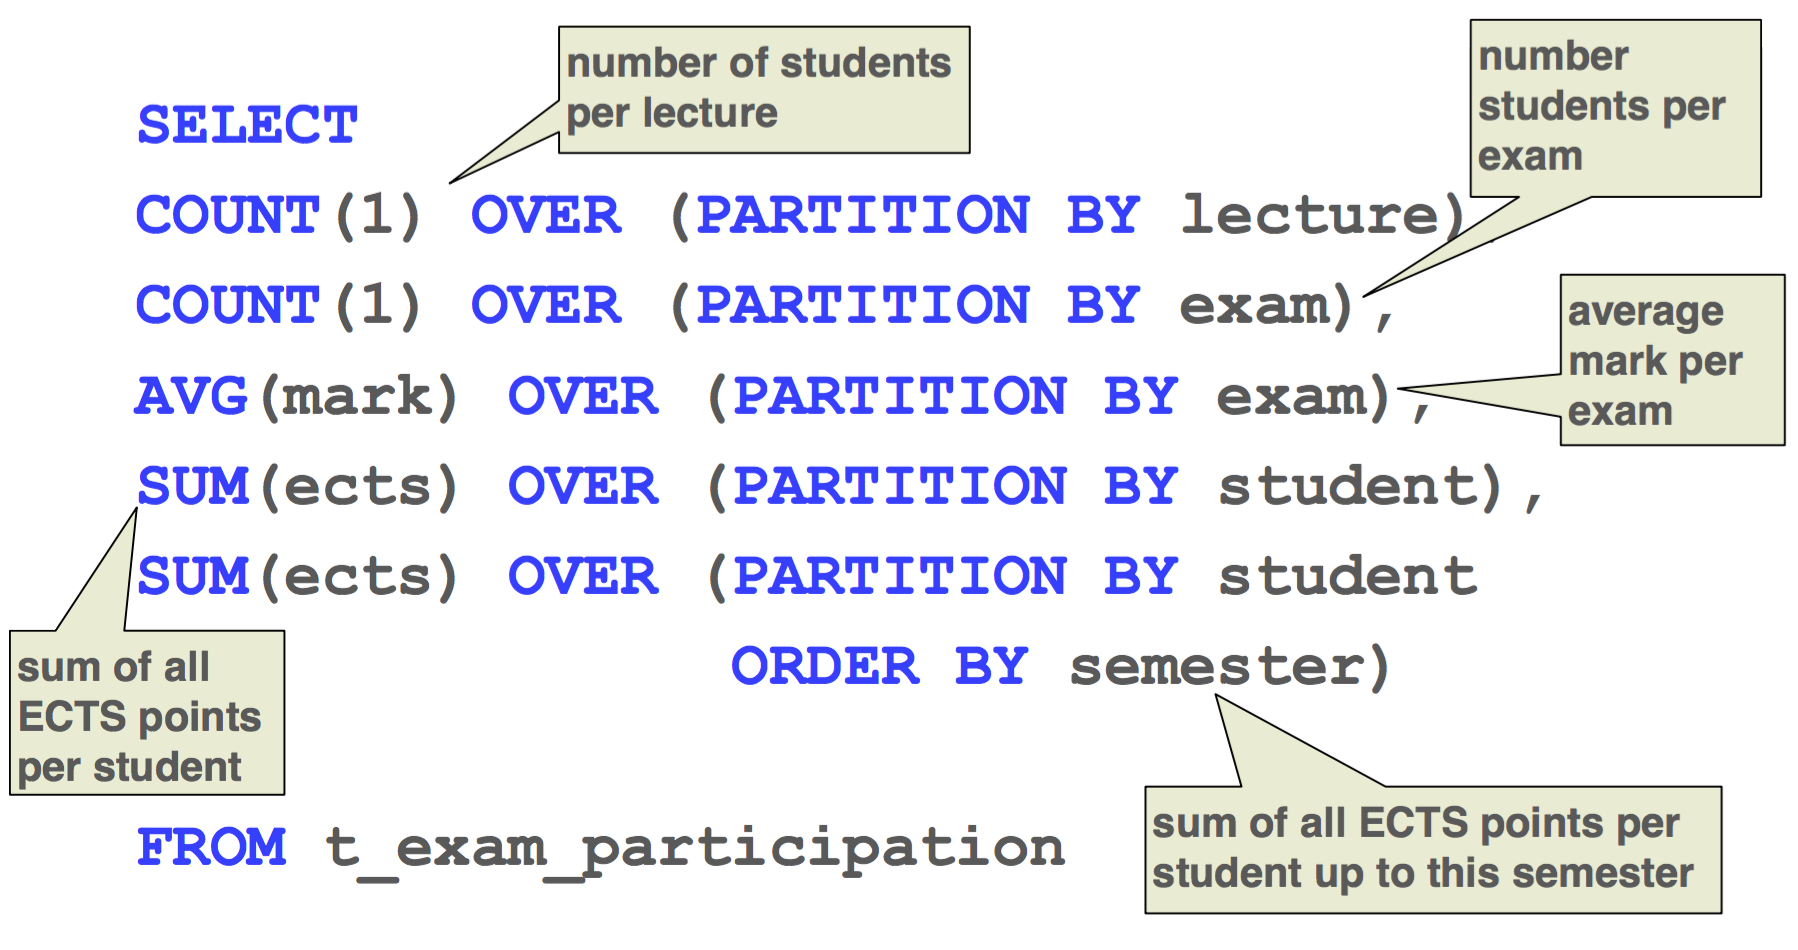 number of students
per lecture
number
students per
exam
SELECT
COUNT(1) OVER (PARTITION BY lecture),
COUNT(1) OVER (PARTITION BY exam),
average
mark per
exam
AVG(mark) OVER (PARTITION BY exam),
SUM(ects) OVER (PARTITION BY student),
SUM(ects) OVER (PARTITION BY student
ORDER BY semester)
sum of all
ECTS points
per student
sum of all ECTS points per
student up to this semester
FROM t_exam_participation